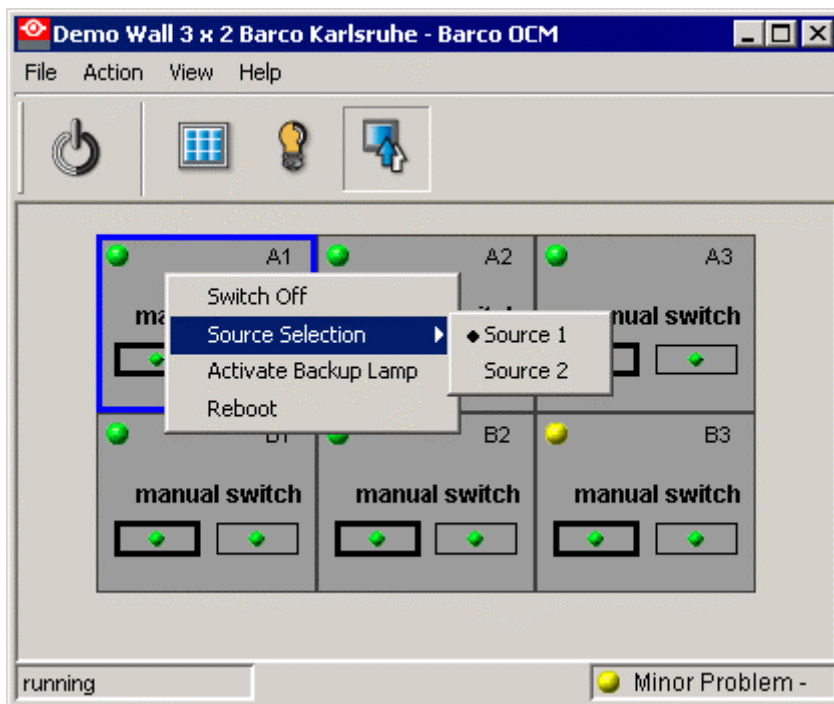 Demo Wall 3 x 2 Barco Karlsruhe - Barco OCM
File Action View Help
A1 A2 A3
Switch Off
Source Selection
Activate Backup Lamp
Reboot
Source 1
Source 2
switch
B2 B3
manual switch manual switch manual switch
running Minor Problem -